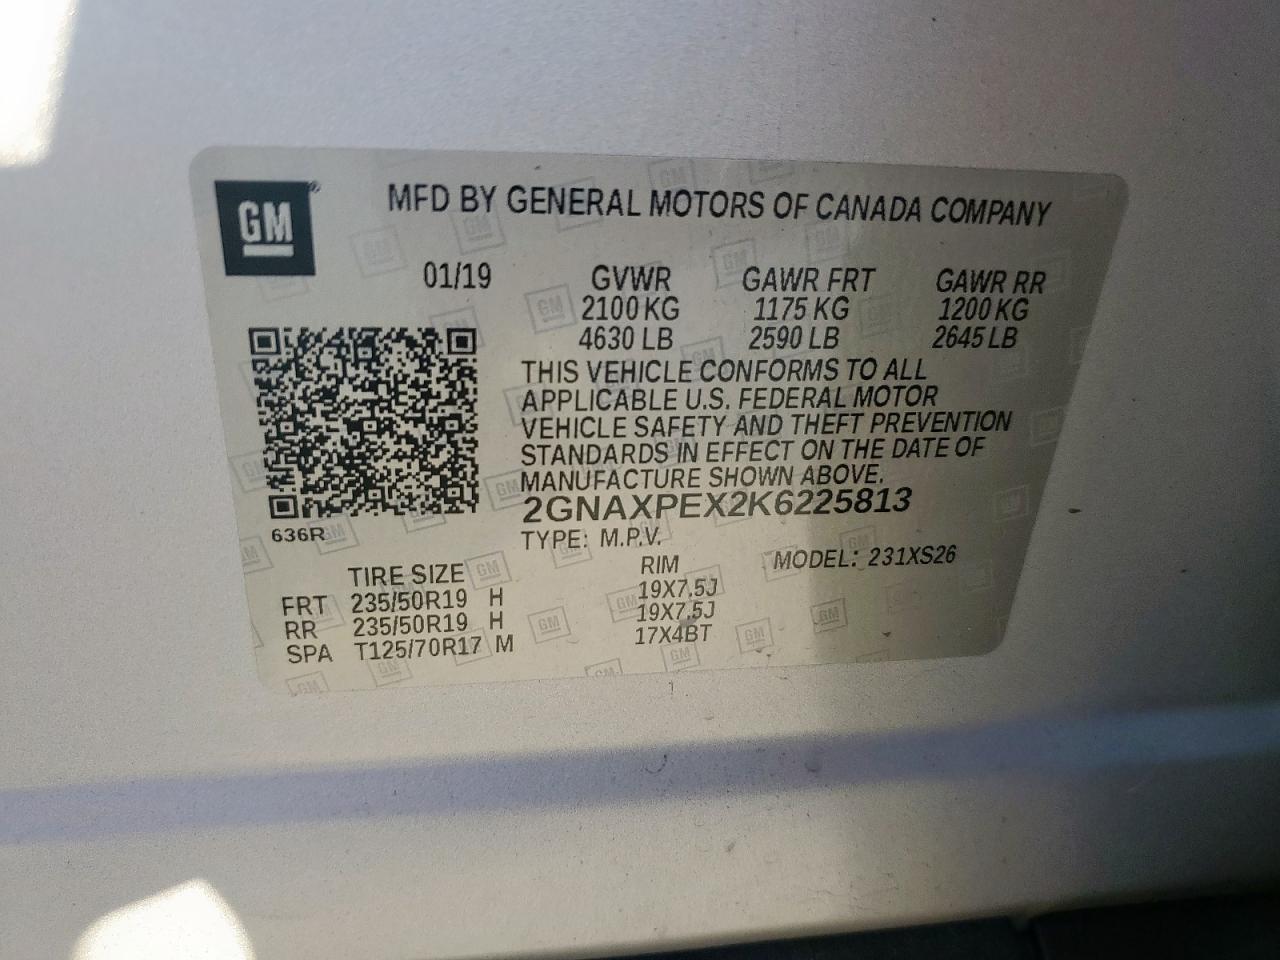 GM®
MFD BY GENERAL MOTORS OF CANADA COMPANY
01/19 GVWR GAWR FRT GAWR RR
2100 KG 1175 KG 1200 KG
4630 LB 2590 LB 2645 LB
THIS VEHICLE CONFORMS TO ALL
APPLICABLE U.S. FEDERAL MOTOR
VEHICLE SAFETY AND THEFT PREVENTION
STANDARDS IN EFFECT ON THE DATE OF
MANUFACTURE SHOWN ABOVE.
2GNAXPEX2K6225813
636R
TYPE: M.P.V.
MODEL: 231XS26
TIRE SIZE RIM
FRT 235/50R19 H 19X7.5J
RR 235/50R19 H 19X7.5J
SPA T125/70R17 M 17X4BT